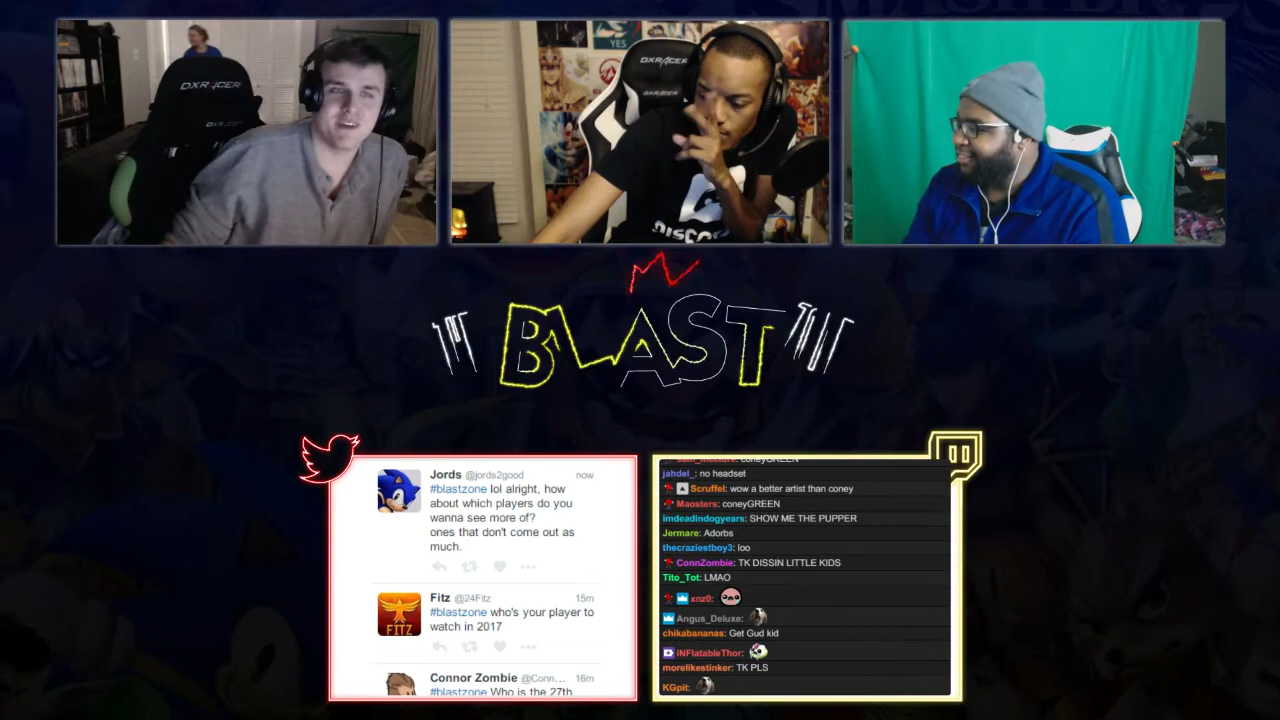 DXRACER
YES
DXRACER
DXRACER
DISCO
BLAST
Jords @jords2good now
#blastzone lol alright, how
about which players do you
wanna see more of?
ones that don't come out as
much.
Fitz @24Fitz 15m
#blastzone who's your player to
watch in 2017
FITZ
Connor Zombie @Conn... 16m
#blastzone Who is the 27th
coneyGREEN
jahdel_: no headset
Scruffel: wow a better artist than coney
Maosters: coneyGREEN
imdeadindogyears: SHOW ME THE PUPPER
Jermare: Adorbs
thecraziestboy3: loo
ConnZombie: TK DISSIN LITTLE KIDS
Tito_Tot: LMAO
xnz0:
Angus_Deluxe:
chikabananas: Get Gud kid
iNFlatableThor:
morelikestinker: TK PLS
KGpit: